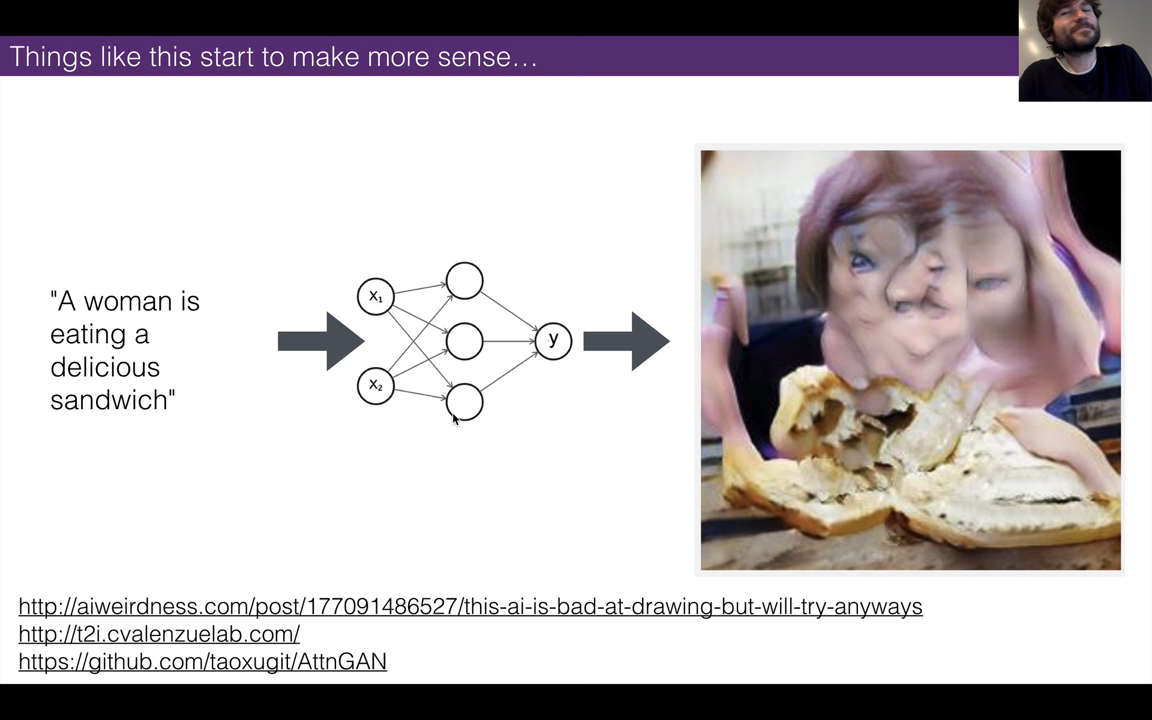 Things like this start to make more sense…
"A woman is
eating a
delicious
sandwich"
x₁
x₂
y
http://aiweirdness.com/post/177091486527/this-ai-is-bad-at-drawing-but-will-try-anyways
http://t2i.cvalenzuelab.com/
https://github.com/taoxugit/AttnGAN